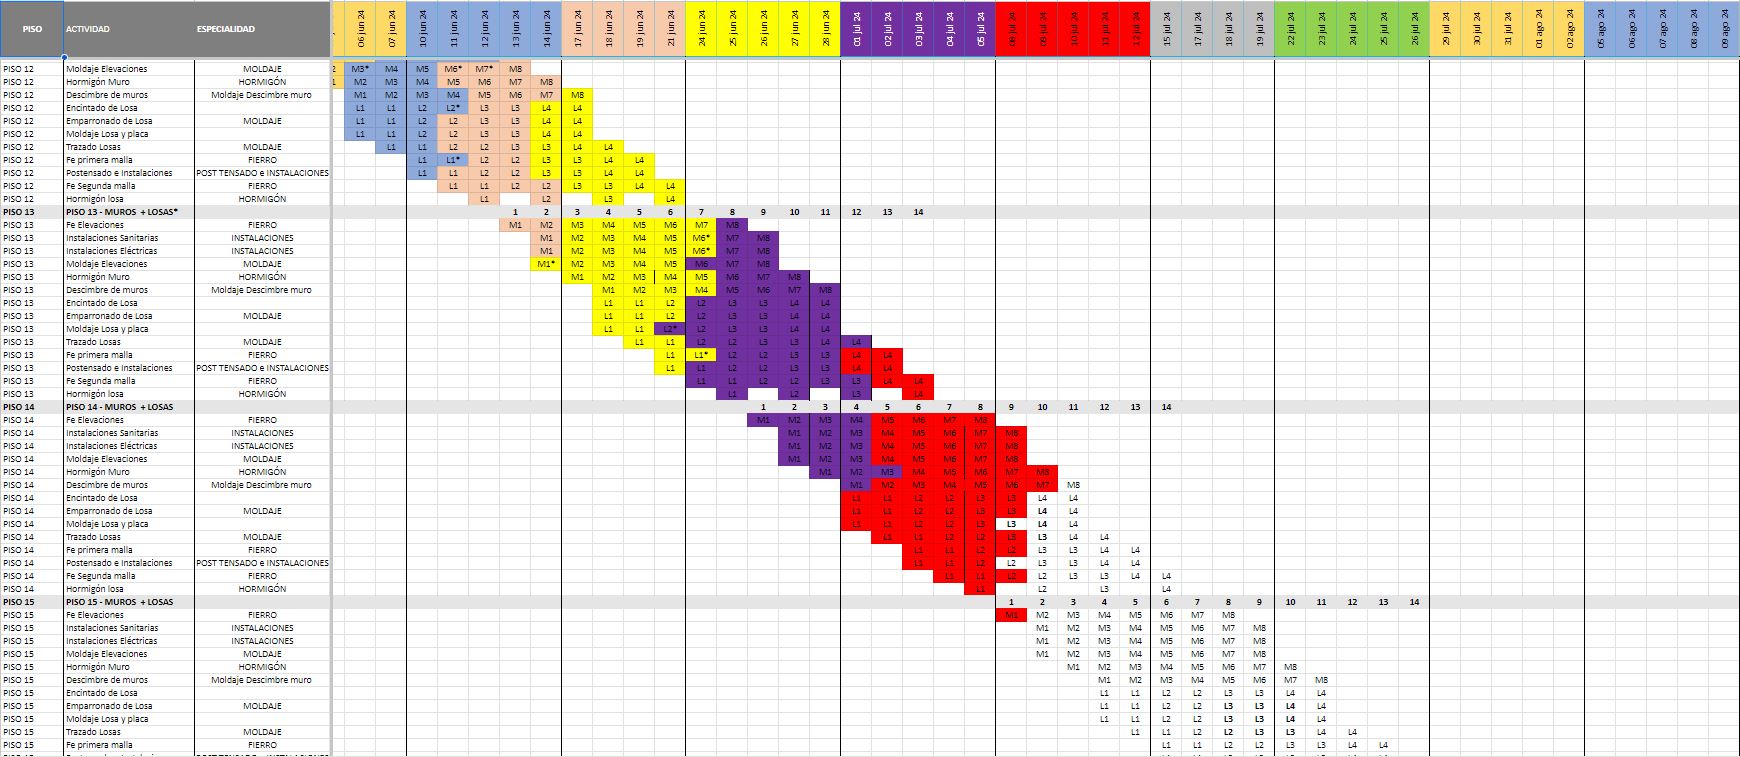 PISO ACTIVIDAD ESPECIALIDAD 06 jun 24 07 jun 24 10 jun 24 11 jun 24 12 jun 24 13 jun 24 14 jun 24 17 jun 24 18 jun 24 19 jun 24 21 jun 24 24 jun 24 25 jun 24 26 jun 24 27 jun 24 28 jun 24 01 jul 24 02 jul 24 03 jul 24 04 jul 24 05 jul 24 08 jul 24 09 jul 24 10 jul 24 11 jul 24 12 jul 24 15 jul 24 17 jul 24 18 jul 24 19 jul 24 22 jul 24 23 jul 24 24 jul 24 25 jul 24 26 jul 24 29 jul 24 30 jul 24 31 jul 24 01 ago 24 02 ago 24 05 ago 24 06 ago 24 07 ago 24 08 ago 24 09 ago 24
PISO 12 Moldaje Elevaciones MOLDAJE 2 M3* M4 M5 M6* M7* M8
PISO 12 Hormigón Muro HORMIGÓN 1 M2 M3 M4 M5 M6 M7 M8
PISO 12 Descimbre de muros Moldaje Descimbre muro M1 M2 M3 M4 M5 M6 M7 M8
PISO 12 Encintado de Losa L1 L1 L2 L2* L3 L3 L4 L4
PISO 12 Emparronado de Losa MOLDAJE L1 L1 L2 L2 L3 L3 L4 L4
PISO 12 Moldaje Losa y placa L1 L1 L2 L2 L3 L3 L4 L4
PISO 12 Trazado Losas MOLDAJE L1 L1 L2 L2 L3 L3 L4 L4
PISO 12 Fe primera malla FIERRO L1 L1* L2 L2 L3 L3 L4 L4
PISO 12 Postensado e Instalaciones POST TENSADO e INSTALACIONES L1 L1 L2 L2 L3 L3 L4 L4
PISO 12 Fe Segunda malla FIERRO L1 L1 L2 L2 L3 L3 L4 L4
PISO 12 Hormigón losa HORMIGÓN L1 L2 L3 L4
PISO 13 PISO 13 - MUROS + LOSAS* 1 2 3 4 5 6 7 8 9 10 11 12 13 14
PISO 13 Fe Elevaciones FIERRO M1 M2 M3 M4 M5 M6 M7 M8
PISO 13 Instalaciones Sanitarias INSTALACIONES M1 M2 M3 M4 M5 M6* M7 M8
PISO 13 Instalaciones Eléctricas INSTALACIONES M1 M2 M3 M4 M5 M6* M7 M8
PISO 13 Moldaje Elevaciones MOLDAJE M1* M2 M3 M4 M5 M6 M7 M8
PISO 13 Hormigón Muro HORMIGÓN M1 M2 M3 M4 M5 M6 M7 M8
PISO 13 Descimbre de muros Moldaje Descimbre muro M1 M2 M3 M4 M5 M6 M7 M8
PISO 13 Encintado de Losa L1 L1 L2 L2 L3 L3 L4 L4
PISO 13 Emparronado de Losa MOLDAJE L1 L1 L2 L2 L3 L3 L4 L4
PISO 13 Moldaje Losa y placa L1 L1 L2* L2 L3 L3 L4 L4
PISO 13 Trazado Losas MOLDAJE L1 L1 L2 L2 L3 L3 L4 L4
PISO 13 Fe primera malla FIERRO L1 L1* L2 L2 L3 L3 L4 L4
PISO 13 Postensado e Instalaciones POST TENSADO e INSTALACIONES L1 L1 L2 L2 L3 L3 L4 L4
PISO 13 Fe Segunda malla FIERRO L1 L1 L2 L2 L3 L3 L4 L4
PISO 13 Hormigón losa HORMIGÓN L1 L2 L3 L4
PISO 14 PISO 14 - MUROS + LOSAS 1 2 3 4 5 6 7 8 9 10 11 12 13 14
PISO 14 Fe Elevaciones FIERRO M1 M2 M3 M4 M5 M6 M7 M8
PISO 14 Instalaciones Sanitarias INSTALACIONES M1 M2 M3 M4 M5 M6 M7 M8
PISO 14 Instalaciones Eléctricas INSTALACIONES M1 M2 M3 M4 M5 M6 M7 M8
PISO 14 Moldaje Elevaciones MOLDAJE M1 M2 M3 M4 M5 M6 M7 M8
PISO 14 Hormigón Muro HORMIGÓN M1 M2 M3 M4 M5 M6 M7 M8
PISO 14 Descimbre de muros Moldaje Descimbre muro M1 M2 M3 M4 M5 M6 M7 M8
PISO 14 Encintado de Losa L1 L1 L2 L2 L3 L3 L4 L4
PISO 14 Emparronado de Losa MOLDAJE L1 L1 L2 L2 L3 L3 L4 L4
PISO 14 Moldaje Losa y placa L1 L1 L2 L2 L3 L3 L4 L4
PISO 14 Trazado Losas MOLDAJE L1 L1 L2 L2 L3 L3 L4 L4
PISO 14 Fe primera malla FIERRO L1 L1 L2 L2 L3 L3 L4 L4
PISO 14 Postensado e Instalaciones POST TENSADO e INSTALACIONES L1 L1 L2 L2 L3 L3 L4 L4
PISO 14 Fe Segunda malla FIERRO L1 L1 L2 L2 L3 L3 L4 L4
PISO 14 Hormigón losa HORMIGÓN L1 L2 L3 L4
PISO 15 PISO 15 - MUROS + LOSAS 1 2 3 4 5 6 7 8 9 10 11 12 13 14
PISO 15 Fe Elevaciones FIERRO M1 M2 M3 M4 M5 M6 M7 M8
PISO 15 Instalaciones Sanitarias INSTALACIONES M1 M2 M3 M4 M5 M6 M7 M8
PISO 15 Instalaciones Eléctricas INSTALACIONES M1 M2 M3 M4 M5 M6 M7 M8
PISO 15 Moldaje Elevaciones MOLDAJE M1 M2 M3 M4 M5 M6 M7 M8
PISO 15 Hormigón Muro HORMIGÓN M1 M2 M3 M4 M5 M6 M7 M8
PISO 15 Descimbre de muros Moldaje Descimbre muro M1 M2 M3 M4 M5 M6 M7 M8
PISO 15 Encintado de Losa L1 L1 L2 L2 L3 L3 L4 L4
PISO 15 Emparronado de Losa MOLDAJE L1 L1 L2 L2 L3 L3 L4 L4
PISO 15 Moldaje Losa y placa L1 L1 L2 L2 L3 L3 L4 L4
PISO 15 Trazado Losas MOLDAJE L1 L1 L2 L2 L3 L3 L4 L4
PISO 15 Fe primera malla FIERRO L1 L1 L2 L2 L3 L3 L4 L4